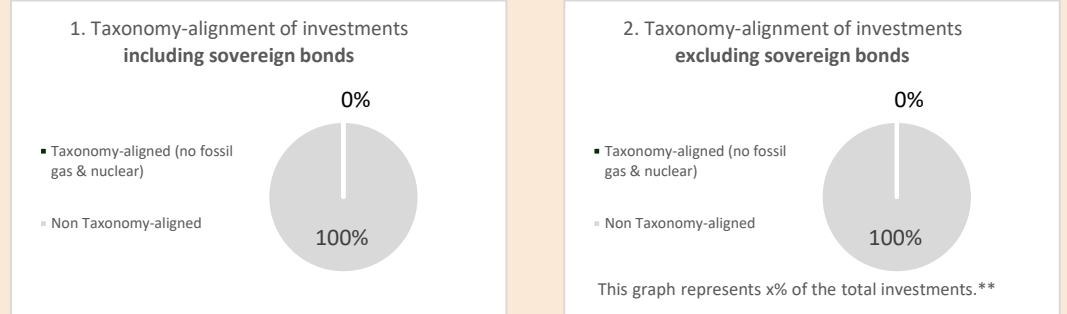 1. Taxonomy-alignment of investments
including sovereign bonds
0%
Taxonomy-aligned (no fossil
gas & nuclear)
Non Taxonomy-aligned
100%
2. Taxonomy-alignment of investments
excluding sovereign bonds
0%
Taxonomy-aligned (no fossil
gas & nuclear)
Non Taxonomy-aligned
100%
This graph represents x% of the total investments.**